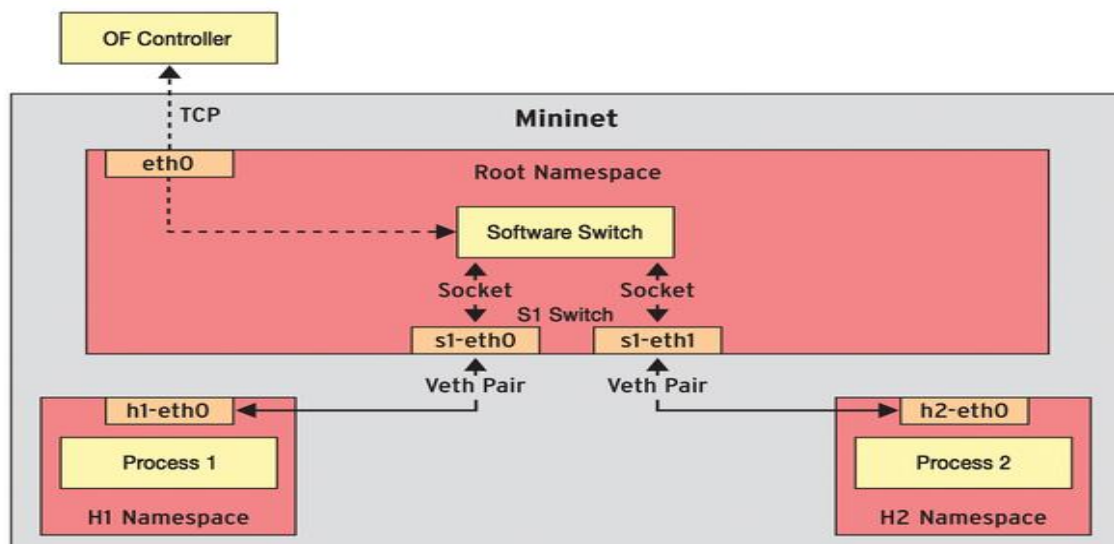 OF Controller
TCP
Mininet
eth0
Root Namespace
Software Switch
Socket
Socket
S1 Switch
s1-eth0
s1-eth1
Veth Pair
Veth Pair
h1-eth0
h2-eth0
Process 1
Process 2
H1 Namespace
H2 Namespace